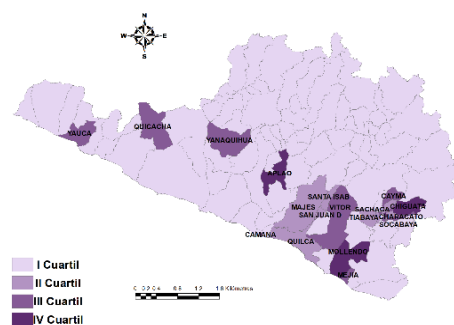 N
W E
S
YAUCA
QUICACHA
YANAQUIHUA
APLAO
SANTA ISAB
MAJES VITOR
SAN JUAN D
CAYMA
SACHACA CHIGUATA
TIABAYA CHARACATO
SOCABAYA
CAMANA
QUILCA
MOLLENDO
MEJIA
I Cuartil
II Cuartil
III Cuartil
IV Cuartil